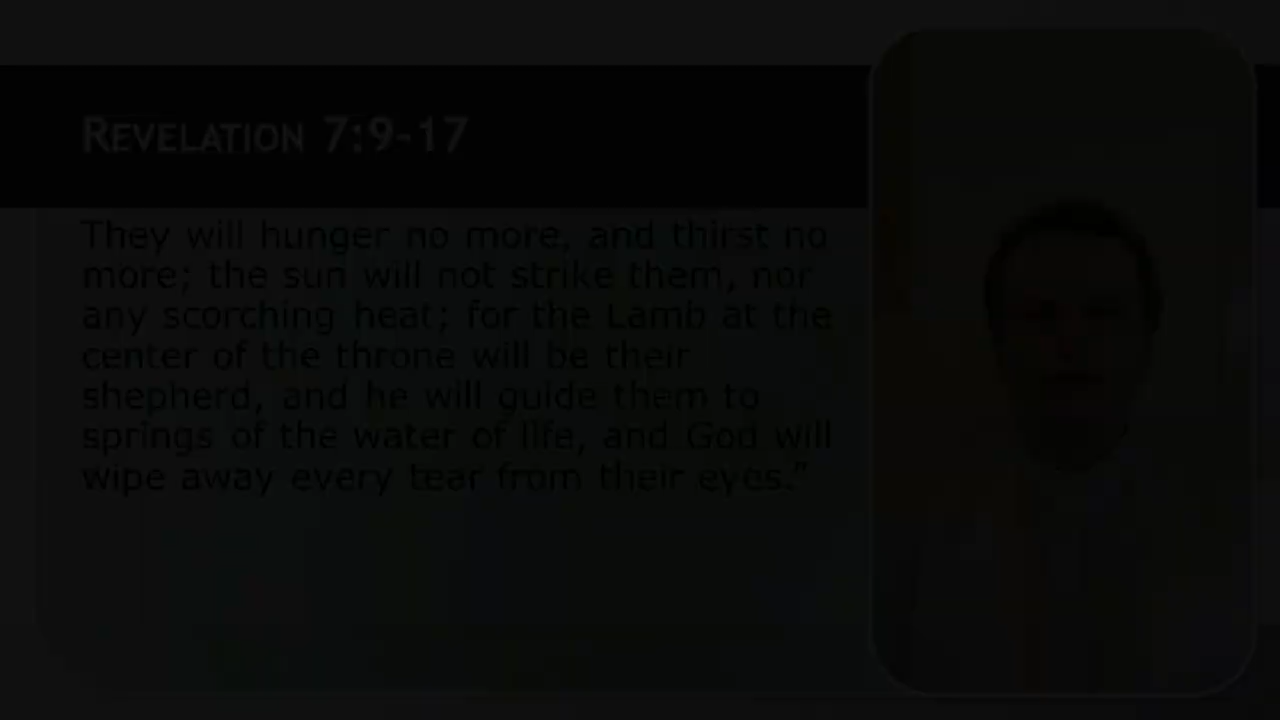 Revelation 7:9-17
They will hunger no more, and thirst no
more; the sun will not strike them, nor
any scorching heat; for the Lamb at the
center of the throne will be their
shepherd, and he will guide them to
springs of the water of life, and God will
wipe away every tear from their eyes.”